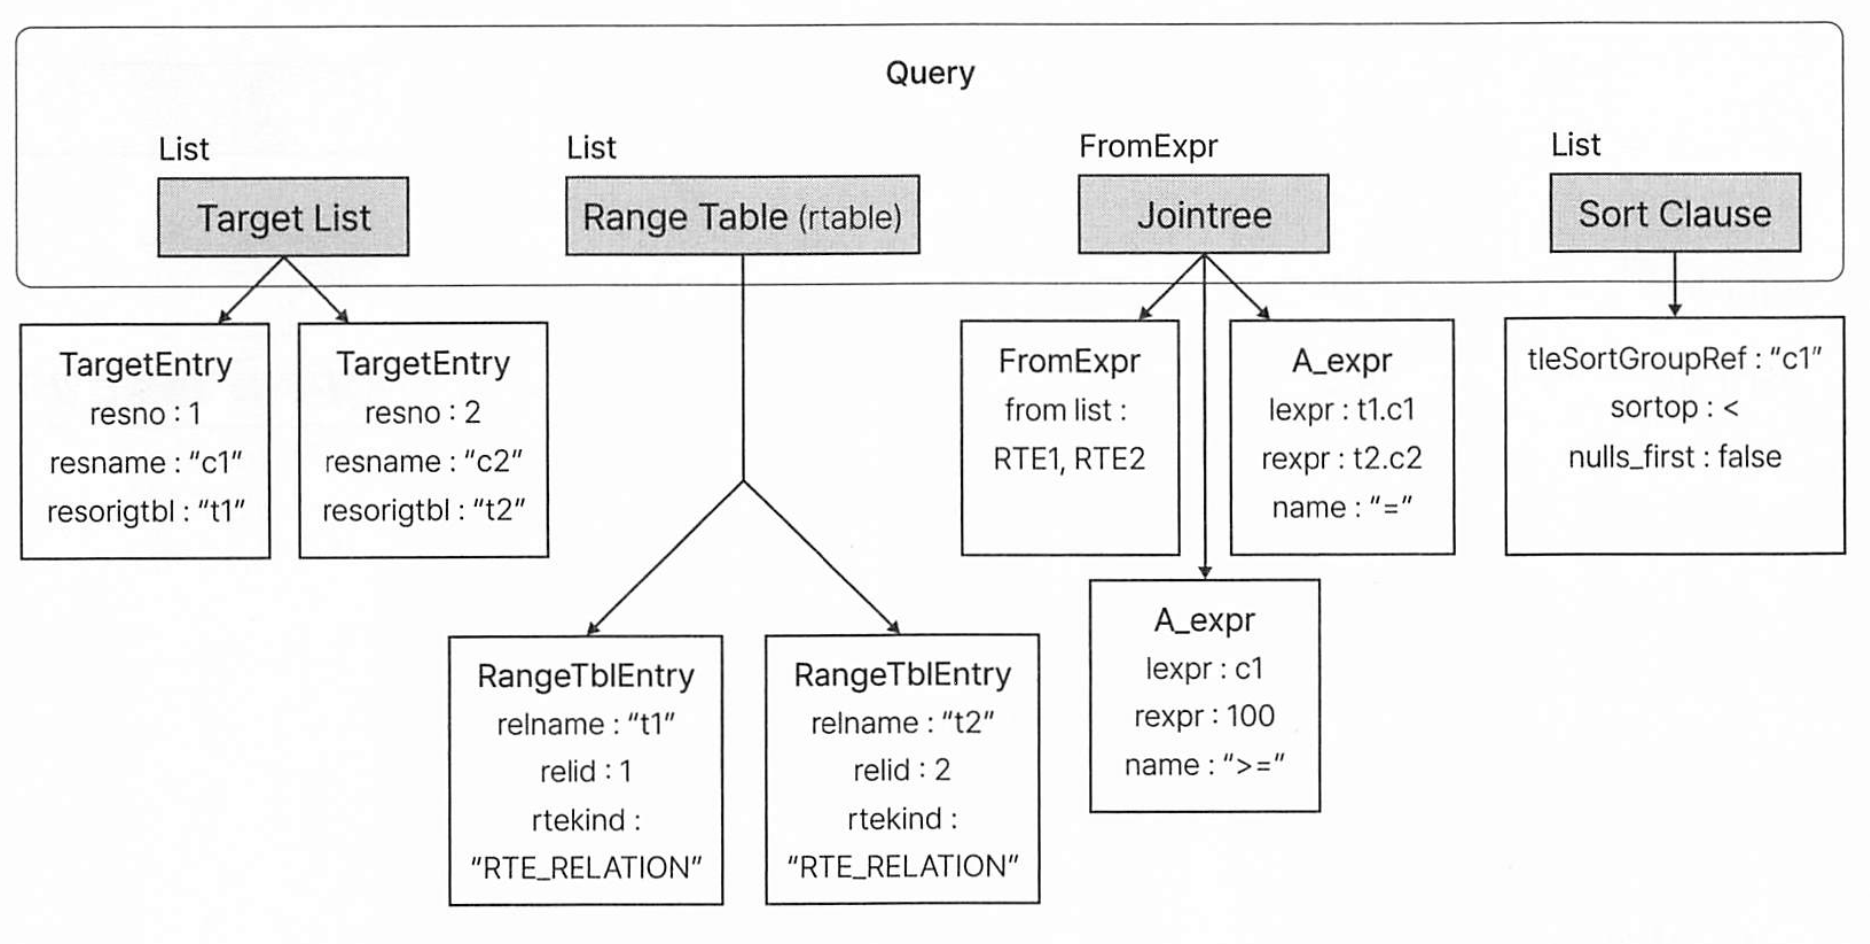 Query
List
Target List
List
Range Table (rtable)
FromExpr
Jointree
List
Sort Clause
TargetEntry
resno : 1
resname : "c1"
resorigtbl : "t1"
TargetEntry
resno : 2
resname : "c2"
resorigtbl : "t2"
RangeTblEntry
relname : "t1"
relid : 1
rtekind :
"RTE_RELATION"
RangeTblEntry
relname : "t2"
relid : 2
rtekind :
"RTE_RELATION"
FromExpr
from list :
RTE1, RTE2
A_expr
lexpr : t1.c1
rexpr : t2.c2
name : "="
A_expr
lexpr : c1
rexpr : 100
name : ">="
tleSortGroupRef : "c1"
sortop : <
nulls_first : false